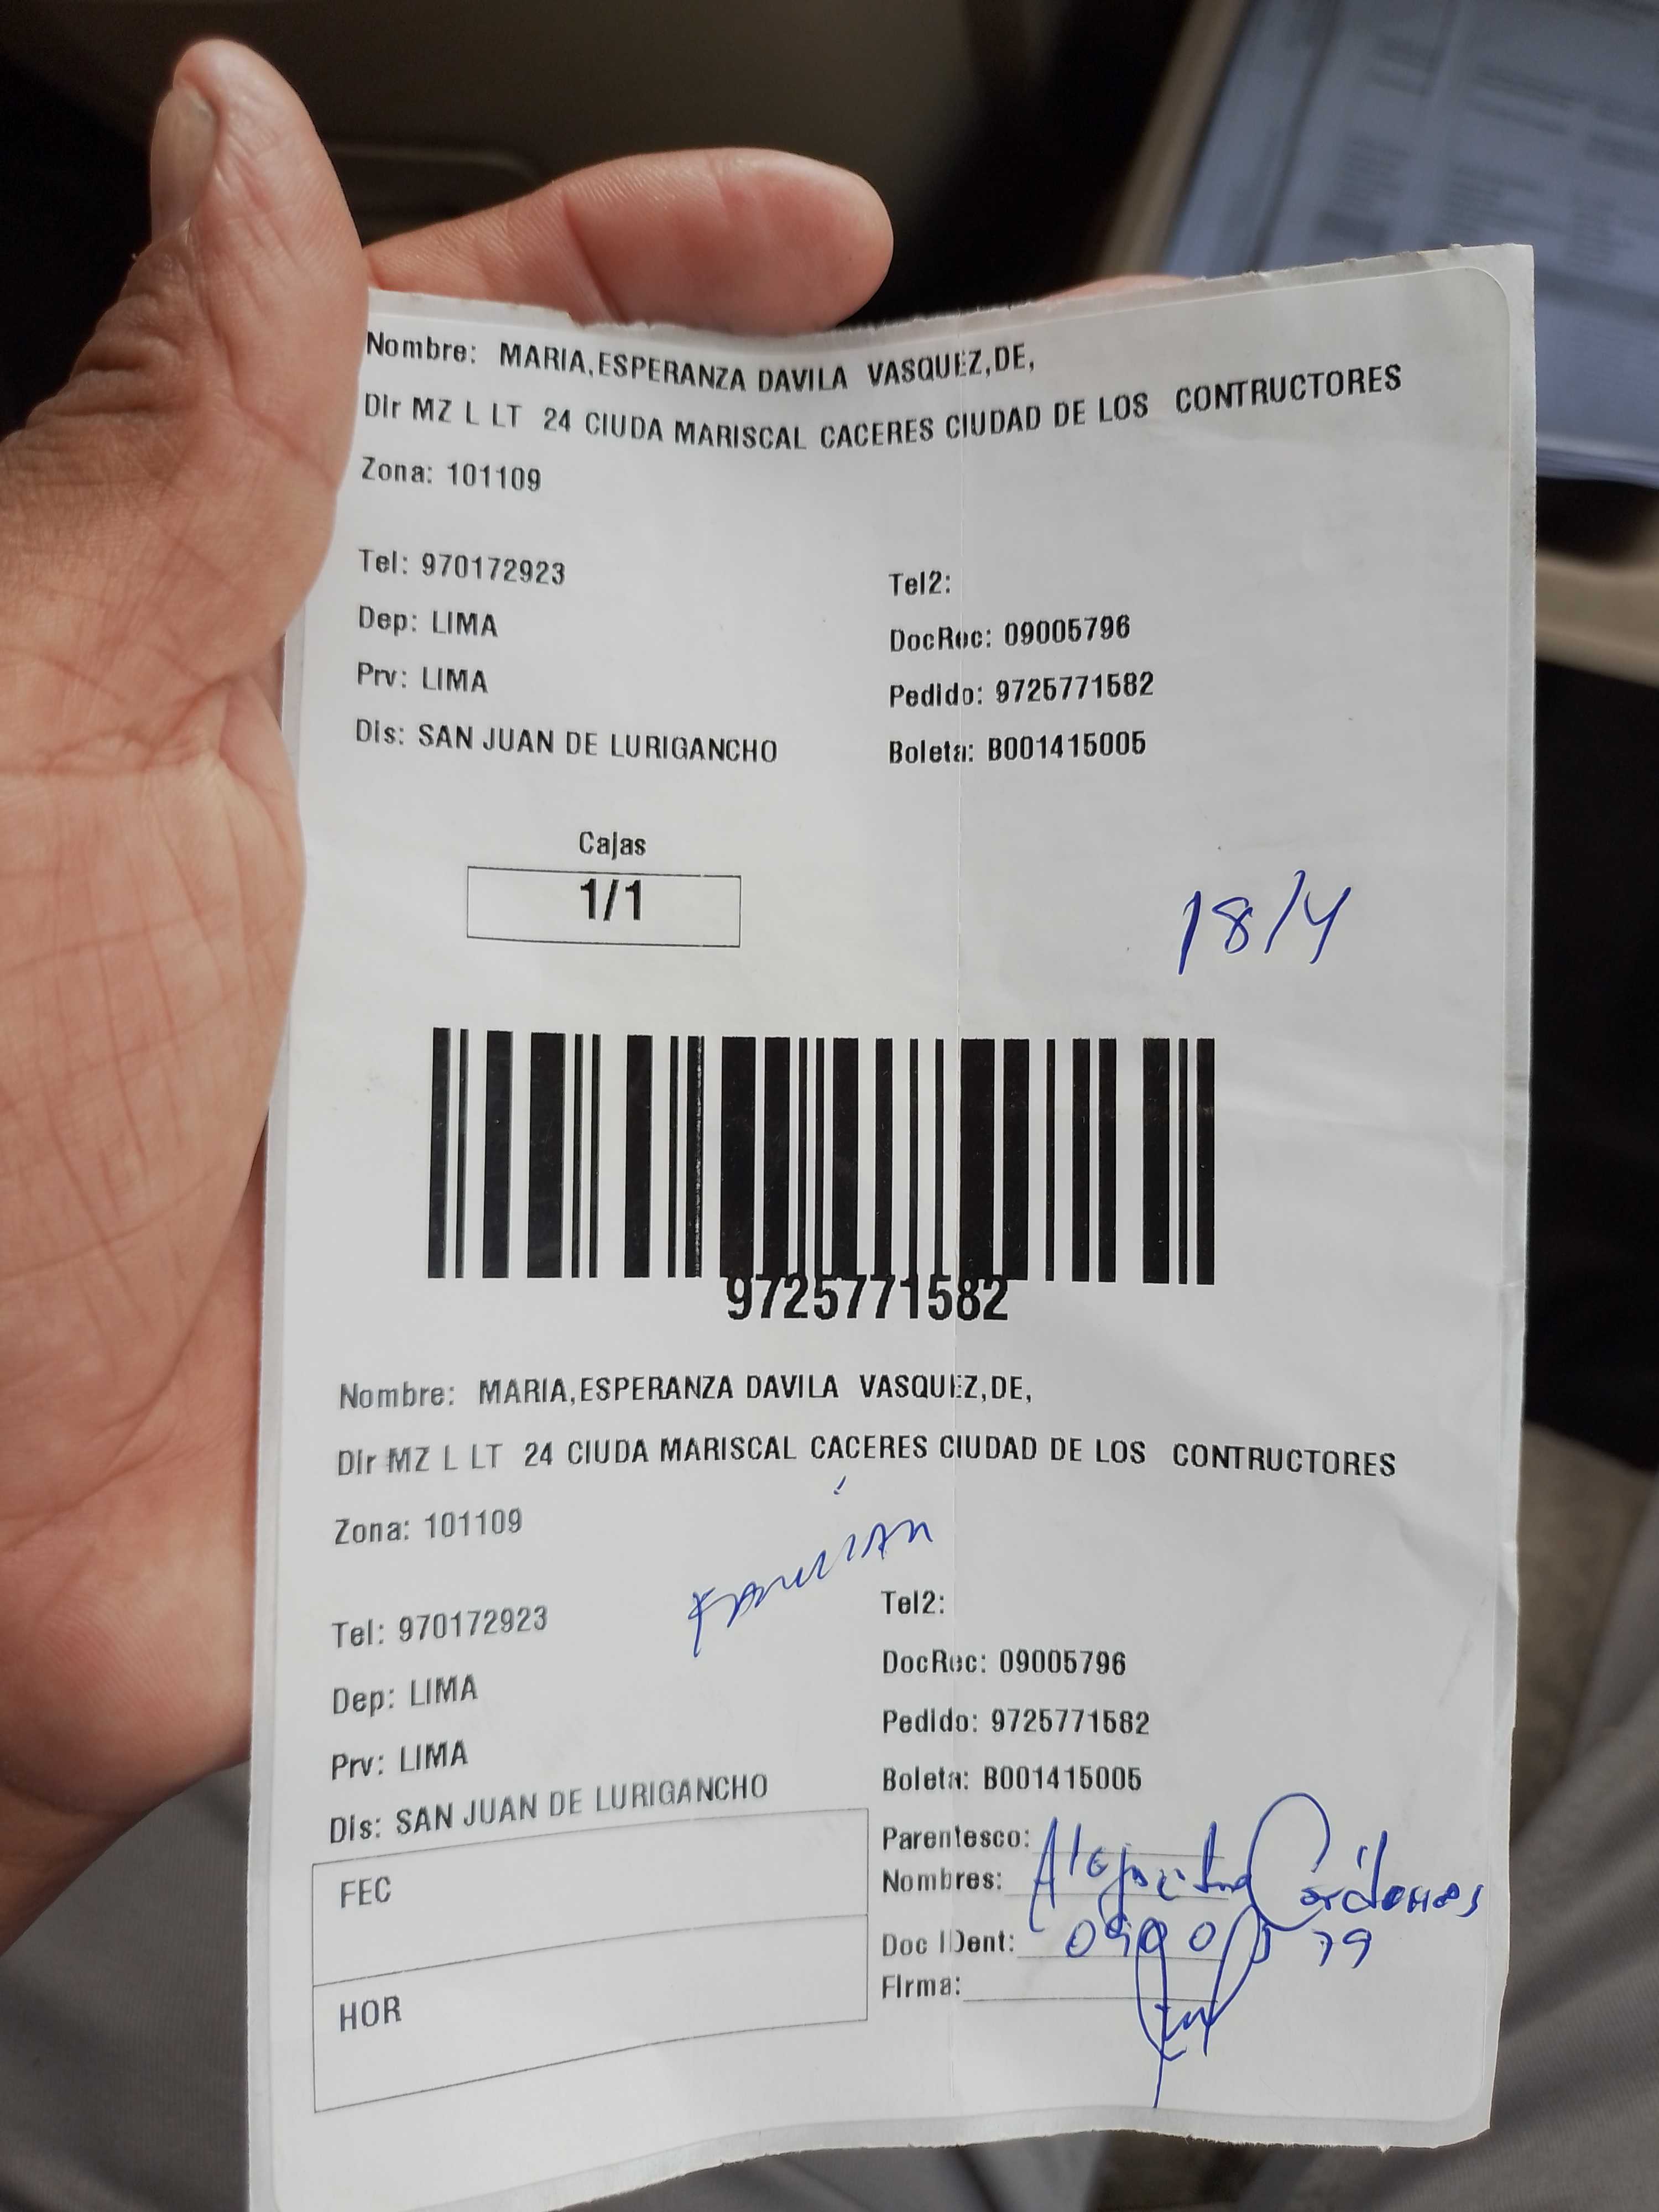 Nombre: MARIA,ESPERANZA DAVILA VASQUEZ,DE,
Dir MZ L LT 24 CIUDA MARISCAL CACERES CIUDAD DE LOS CONTRUCTORES
Zona: 101109
Tel: 970172923 Tel2:
Dep: LIMA DocRec: 09005796
Prv: LIMA Pedido: 9725771582
Dis: SAN JUAN DE LURIGANCHO Boleta: B001415005
Cajas
1/1
18/4
9725771582
Nombre: MARIA,ESPERANZA DAVILA VASQUEZ,DE,
Dir MZ L LT 24 CIUDA MARISCAL CACERES CIUDAD DE LOS CONTRUCTORES
Zona: 101109
Tel: 970172923 Tel2:
Dep: LIMA DocRec: 09005796
Prv: LIMA Pedido: 9725771582
Dis: SAN JUAN DE LURIGANCHO Boleta: B001415005
Parentesco:
FEC Nombres: Cárdenas
Doc IDent:
HOR Firma: